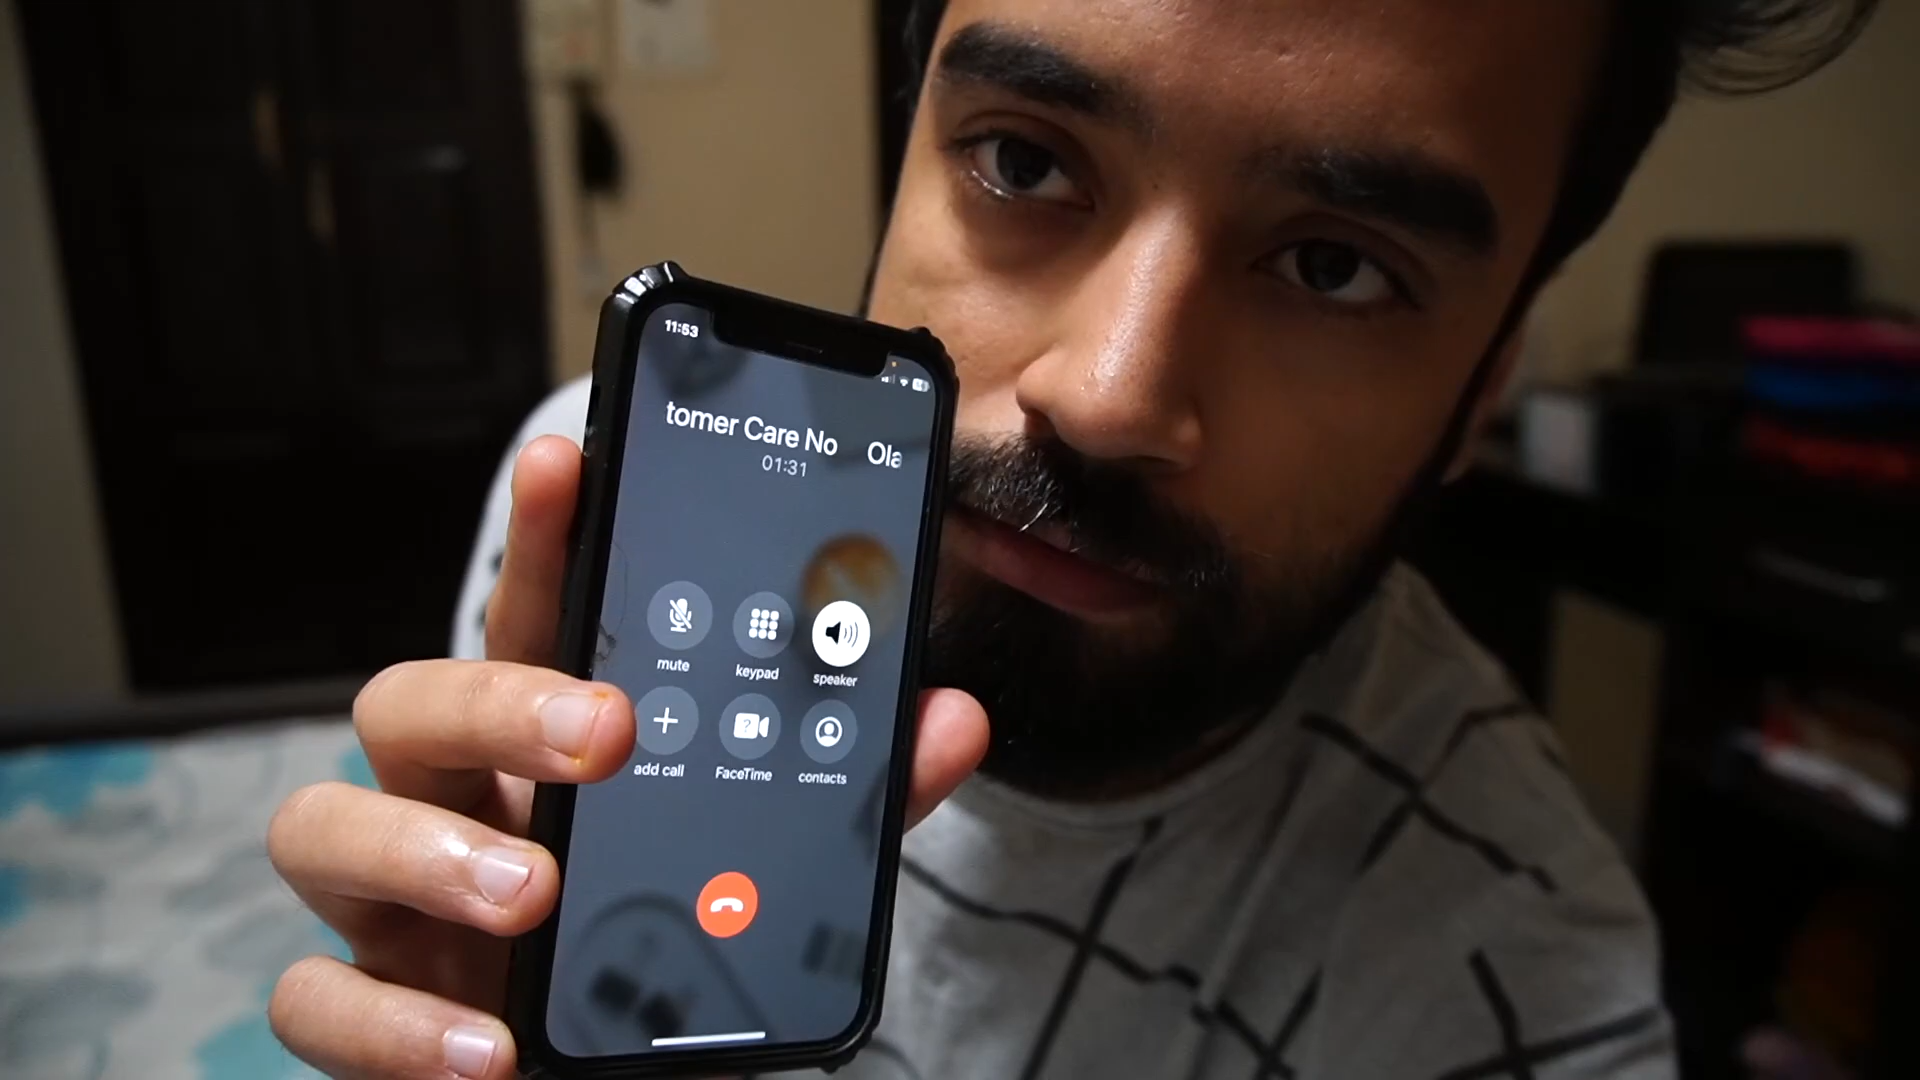 11:53
tomer Care No Ola
01:31
mute
keypad
speaker
add call
FaceTime
contacts